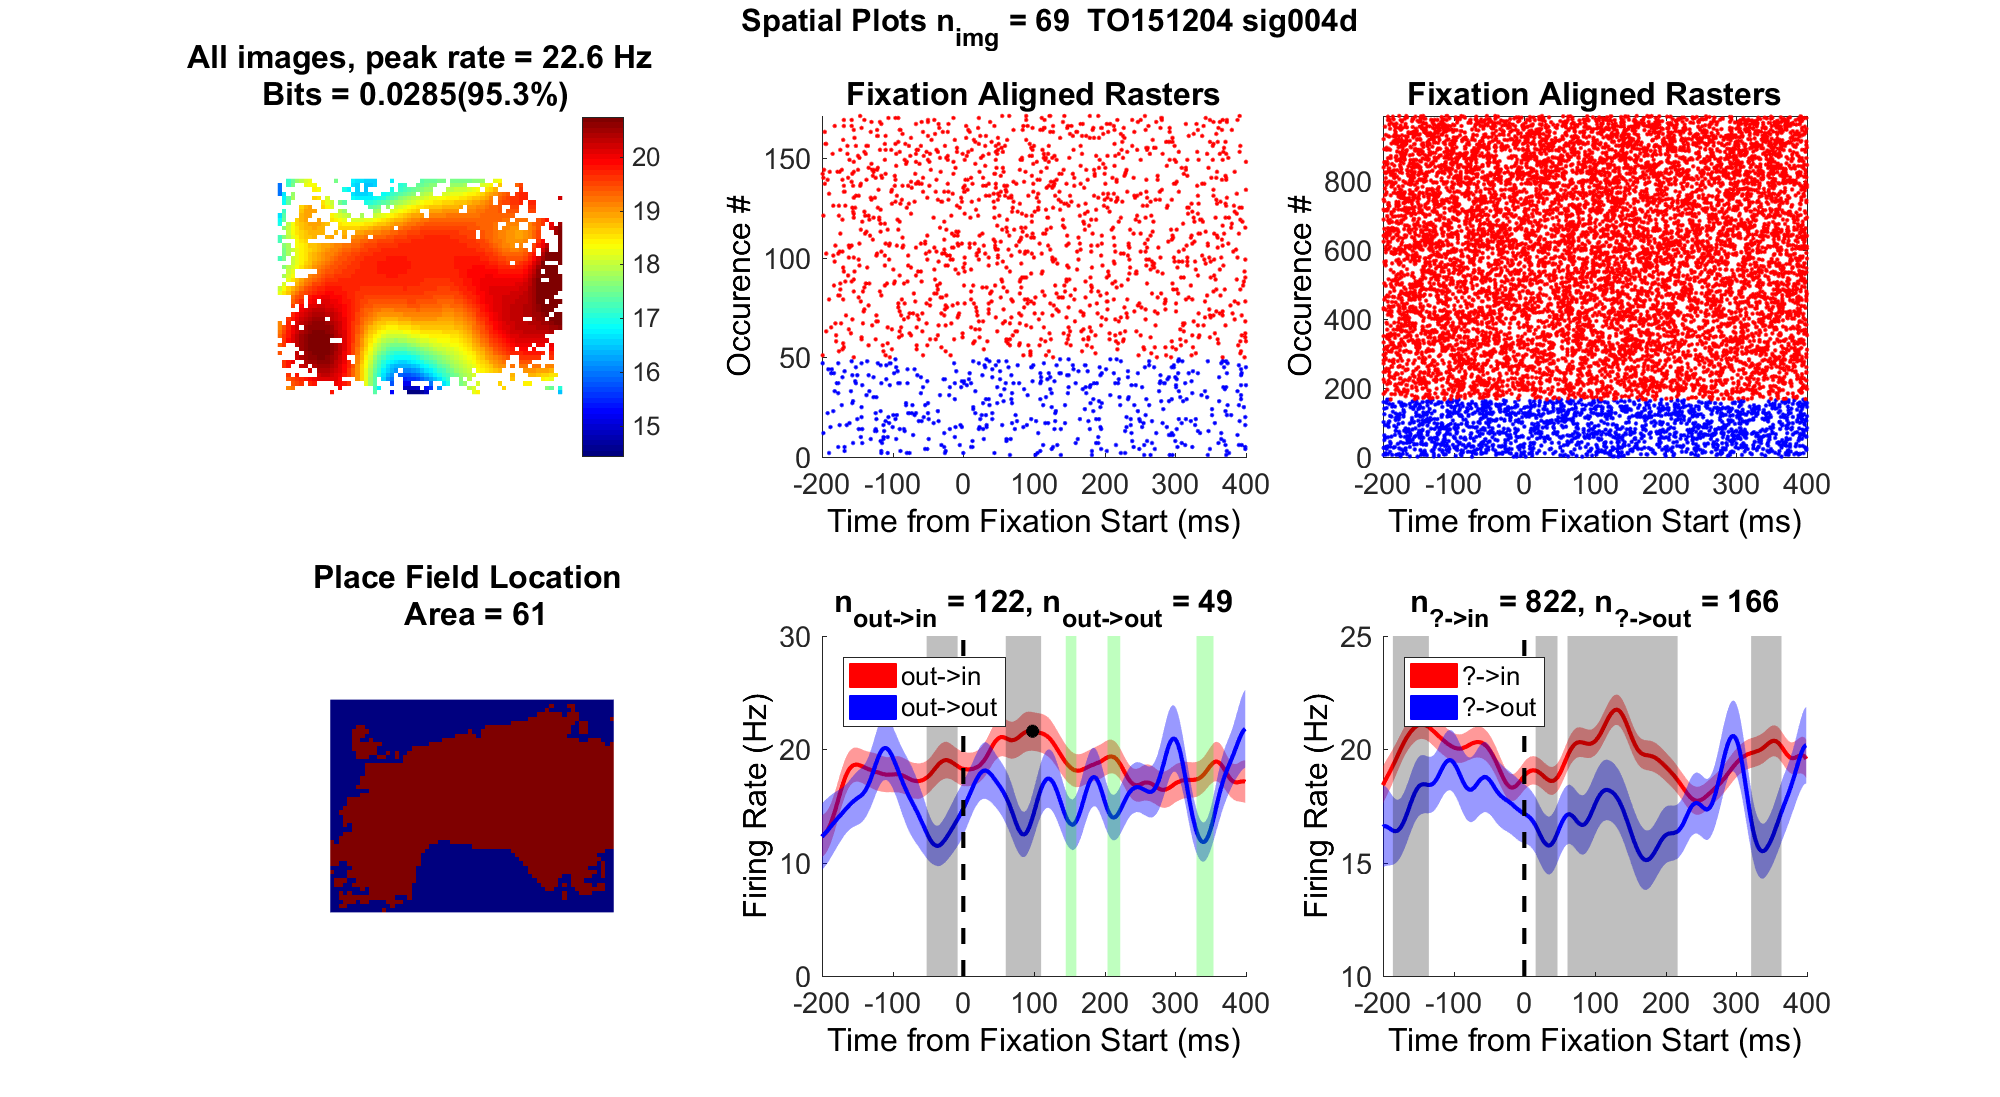 Spatial Plots n_img = 69 TO151204 sig004d
All images, peak rate = 22.6 Hz
Bits = 0.0285(95.3%)
20
19
18
17
16
15
Fixation Aligned Rasters
Occurence #
150
100
50
0
-200 -100 0 100 200 300 400
Time from Fixation Start (ms)
Fixation Aligned Rasters
Occurence #
800
600
400
200
0
-200 -100 0 100 200 300 400
Time from Fixation Start (ms)
Place Field Location
Area = 61
n_out->in = 122, n_out->out = 49
Firing Rate (Hz)
30
20
10
0
out->in
out->out
-200 -100 0 100 200 300 400
Time from Fixation Start (ms)
n_?->in = 822, n_?->out = 166
Firing Rate (Hz)
25
20
15
10
?->in
?->out
-200 -100 0 100 200 300 400
Time from Fixation Start (ms)